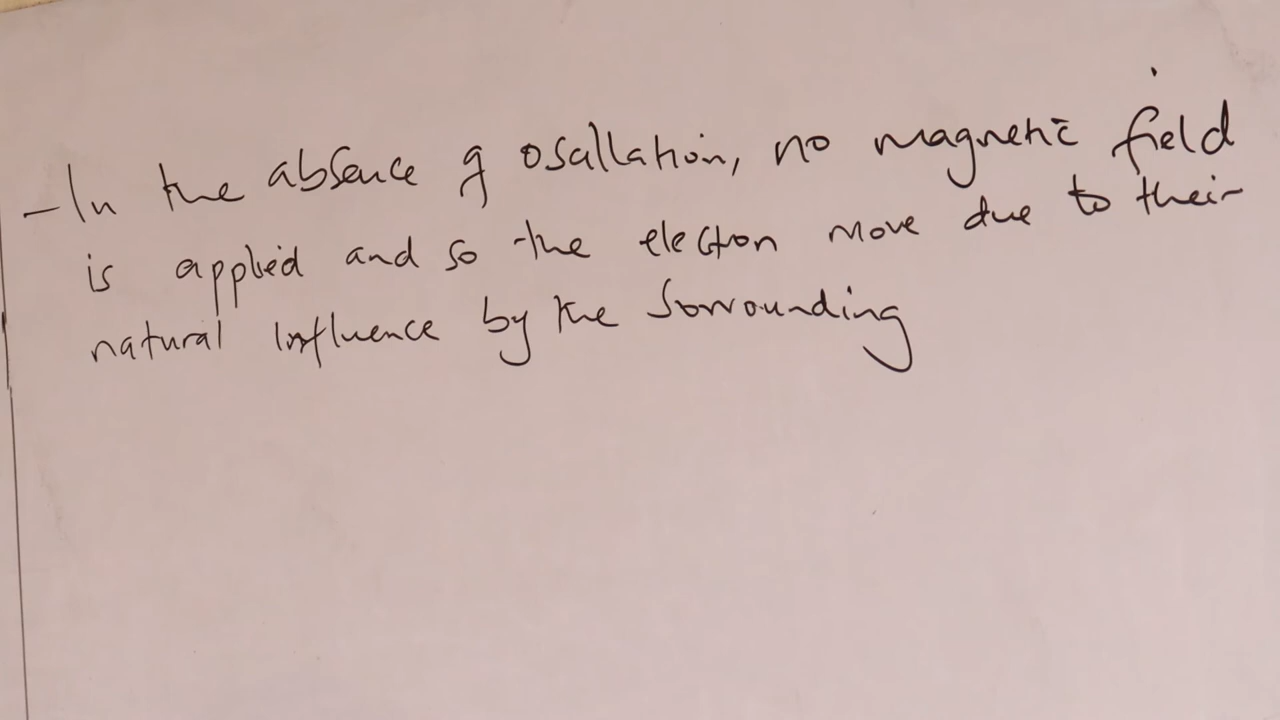 - In the absence of osallation, no magnetic field
is applied and so the electron move due to their
natural Influence by the Sorrounding